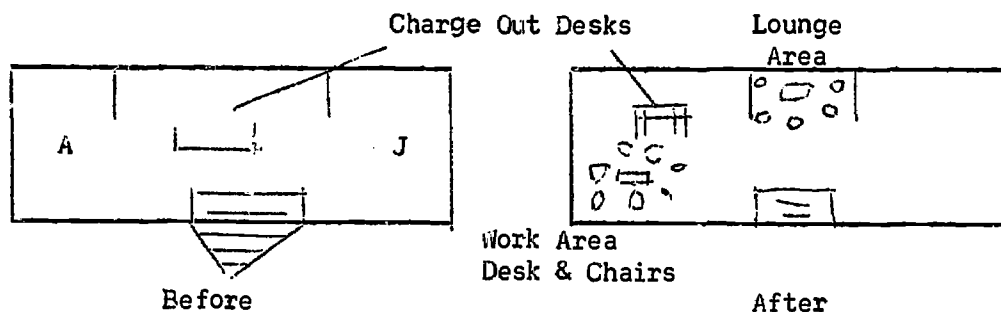 Charge Out Desks
Lounge
Area
A
J
Work Area
Desk & Chairs
Before
After